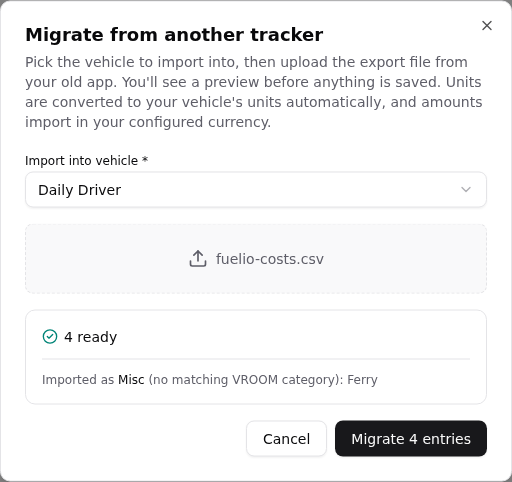 Migrate from another tracker
Pick the vehicle to import into, then upload the export file from
your old app. You'll see a preview before anything is saved. Units
are converted to your vehicle's units automatically, and amounts
import in your configured currency.
Import into vehicle *
Daily Driver
fuelio-costs.csv
4 ready
Imported as Misc (no matching VROOM category): Ferry
Cancel
Migrate 4 entries